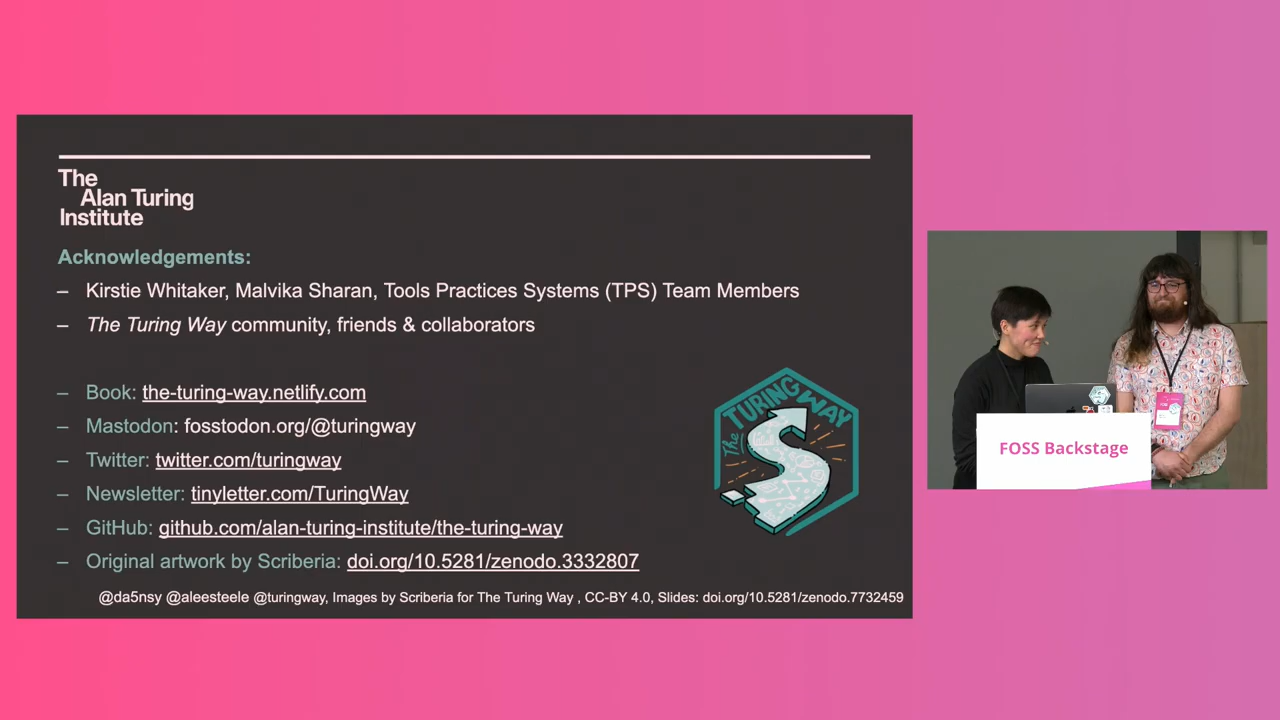 The
Alan Turing
Institute
Acknowledgements:
– Kirstie Whitaker, Malvika Sharan, Tools Practices Systems (TPS) Team Members
– The Turing Way community, friends & collaborators
– Book: the-turing-way.netlify.com
– Mastodon: fosstodon.org/@turingway
– Twitter: twitter.com/turingway
– Newsletter: tinyletter.com/TuringWay
– GitHub: github.com/alan-turing-institute/the-turing-way
– Original artwork by Scriberia: doi.org/10.5281/zenodo.3332807
@da5nsy @aleesteele @turingway, Images by Scriberia for The Turing Way , CC-BY 4.0, Slides: doi.org/10.5281/zenodo.7732459
The TURING WAY
FOSS Backstage